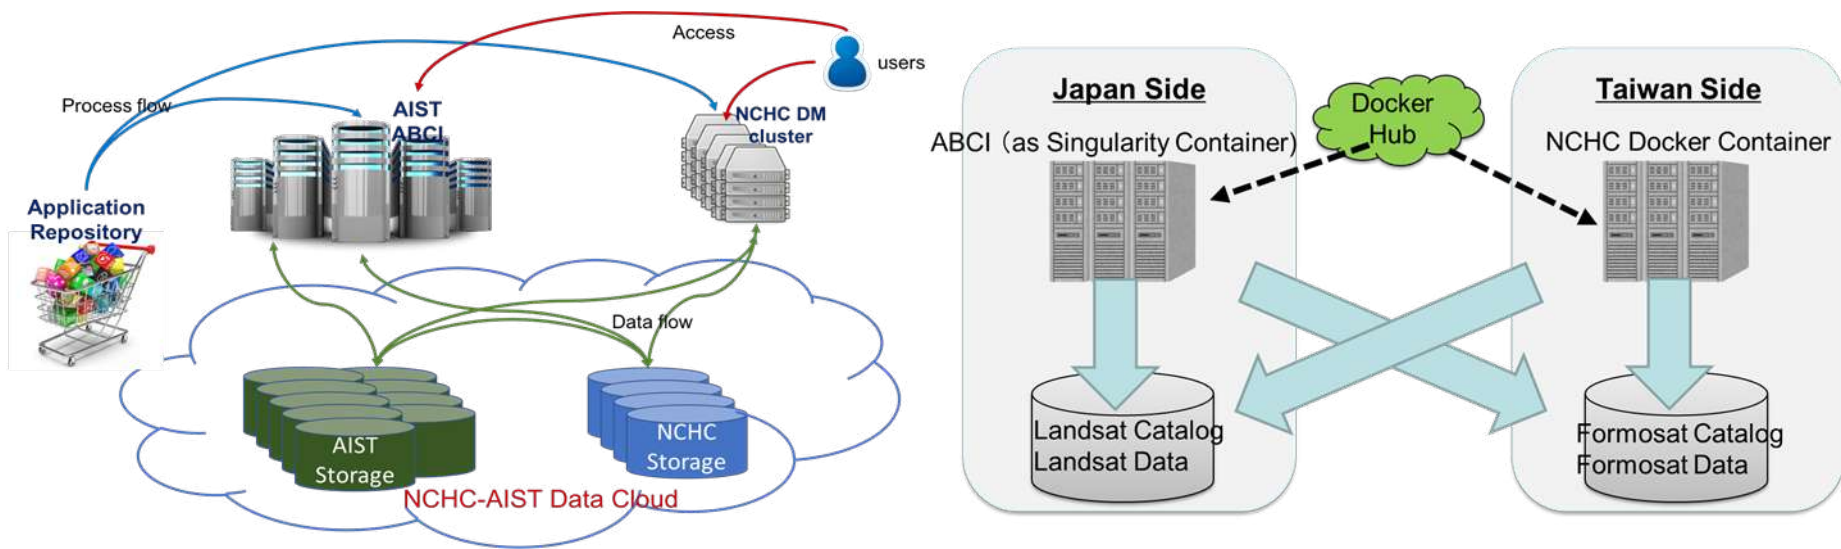 Access
users
Process flow
AIST
ABCI
NCHC DM
cluster
Application
Repository
Data flow
AIST
Storage
NCHC
Storage
NCHC-AIST Data Cloud
Japan Side
ABCI (as Singularity Container)
Docker
Hub
Taiwan Side
NCHC Docker Container
Landsat Catalog
Landsat Data
Formosat Catalog
Formosat Data